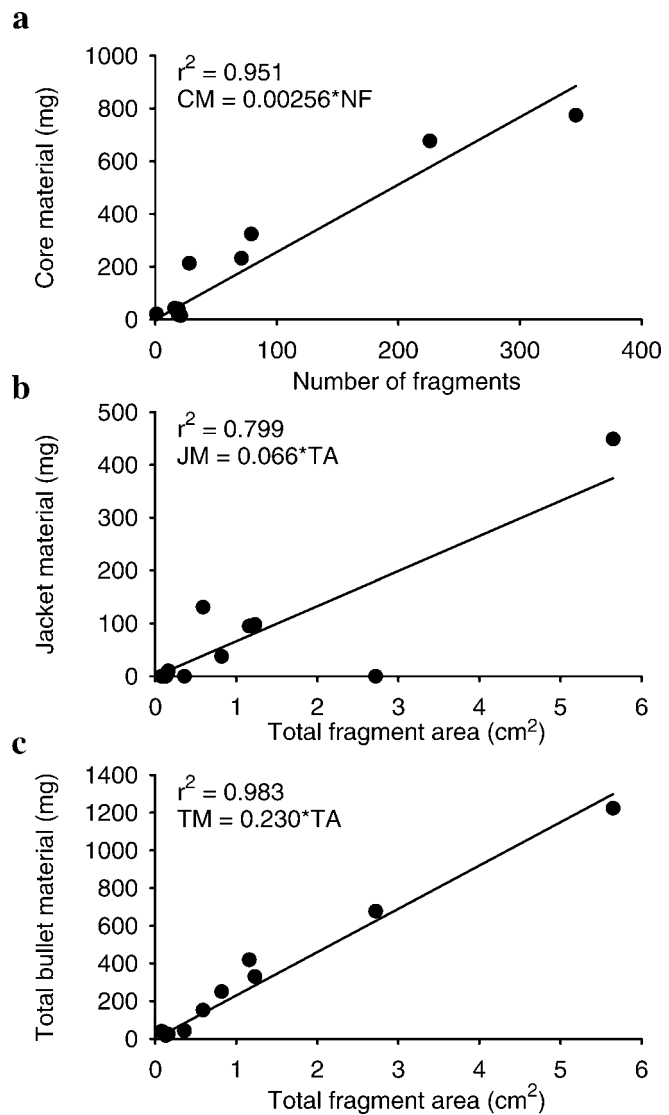 a
r² = 0.951
CM = 0.00256*NF
Core material (mg)
1000
800
600
400
200
0
0 100 200 300 400
Number of fragments
b
r² = 0.799
JM = 0.066*TA
Jacket material (mg)
500
400
300
200
100
0
0 1 2 3 4 5 6
Total fragment area (cm²)
c
r² = 0.983
TM = 0.230*TA
Total bullet material (mg)
1400
1200
1000
800
600
400
200
0
0 1 2 3 4 5 6
Total fragment area (cm²)